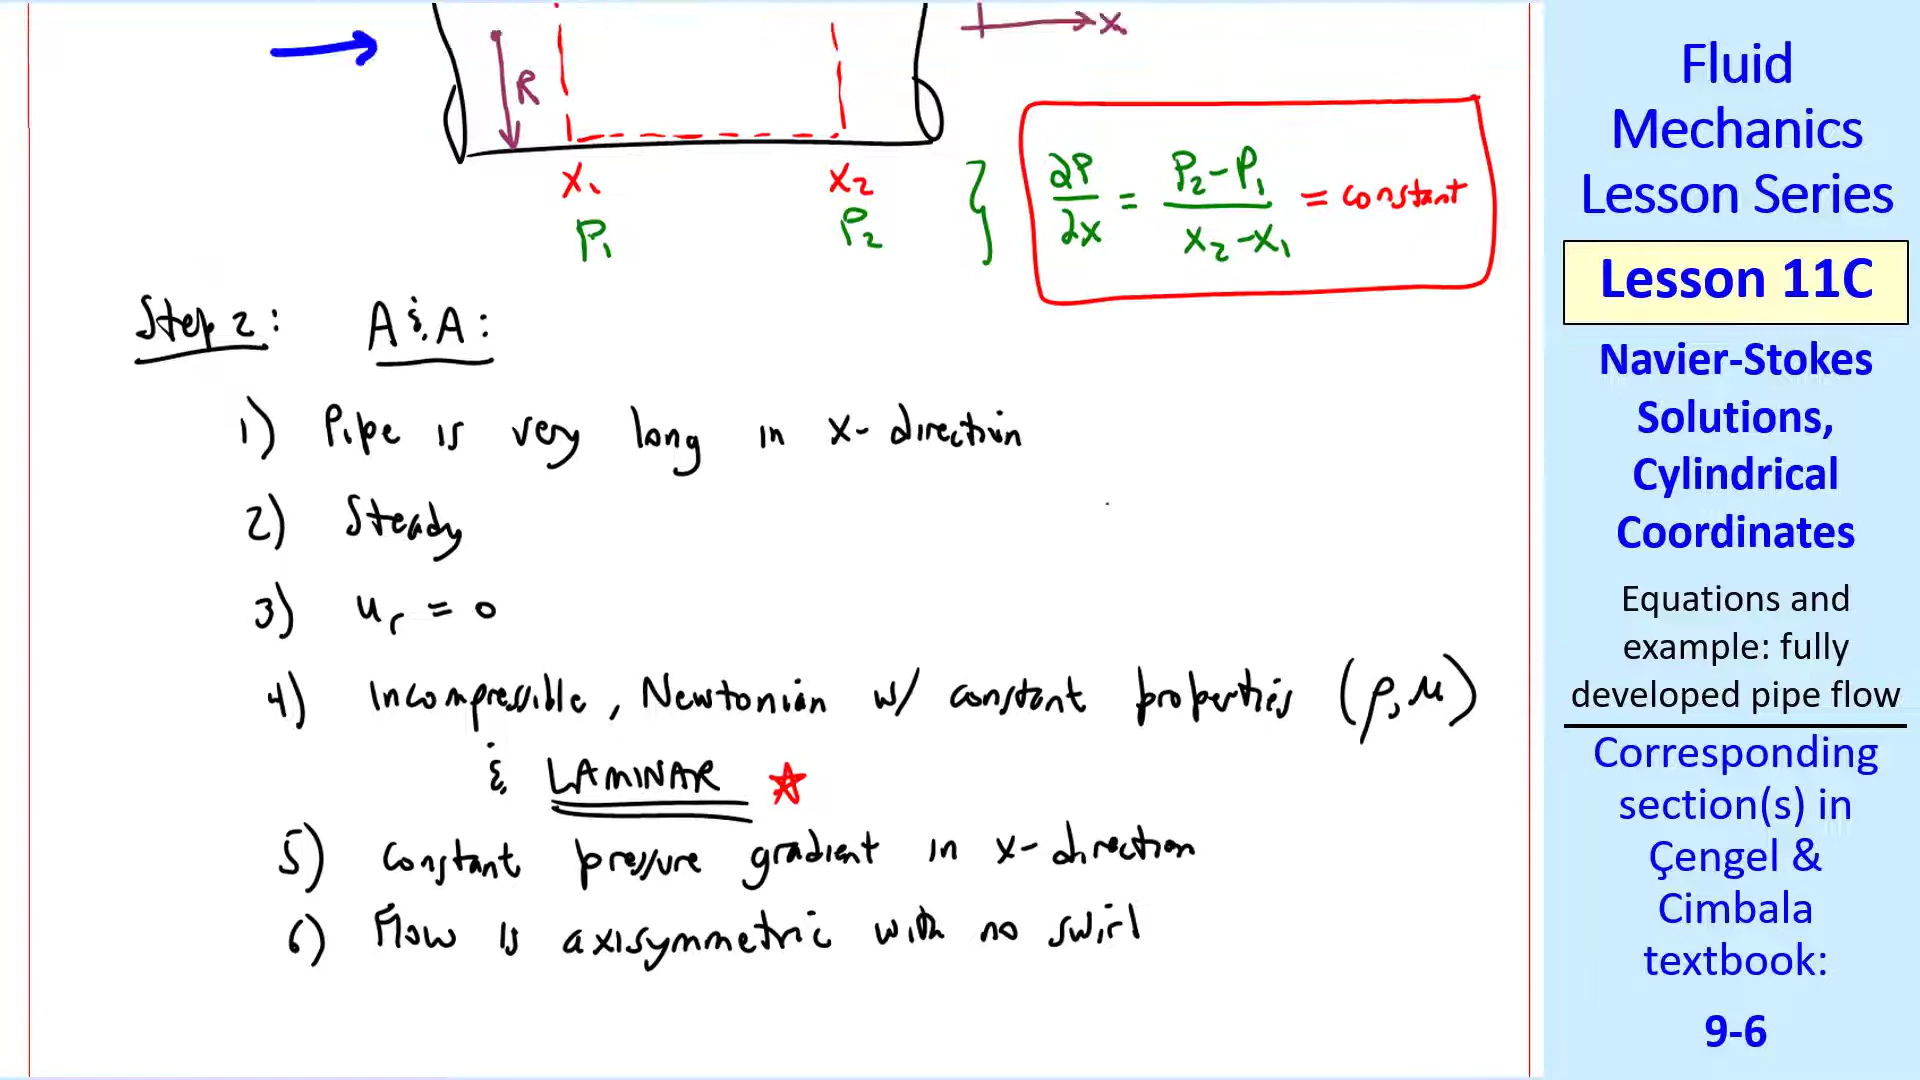 x
R
x₁ x₂
P₁ P₂
∂P/∂x = (P₂-P₁)/(x₂-x₁) = constant
Step 2: A & A:
1) Pipe is very long in x-direction
2) Steady
3) uᵣ = 0
4) Incompressible, Newtonian w/ constant properties (ρ, μ)
& LAMINAR
5) constant pressure gradient in x-direction
6) Flow is axisymmetric with no swirl
Fluid
Mechanics
Lesson Series
Lesson 11C
Navier-Stokes
Solutions,
Cylindrical
Coordinates
Equations and
example: fully
developed pipe flow
Corresponding
section(s) in
Çengel &
Cimbala
textbook:
9-6